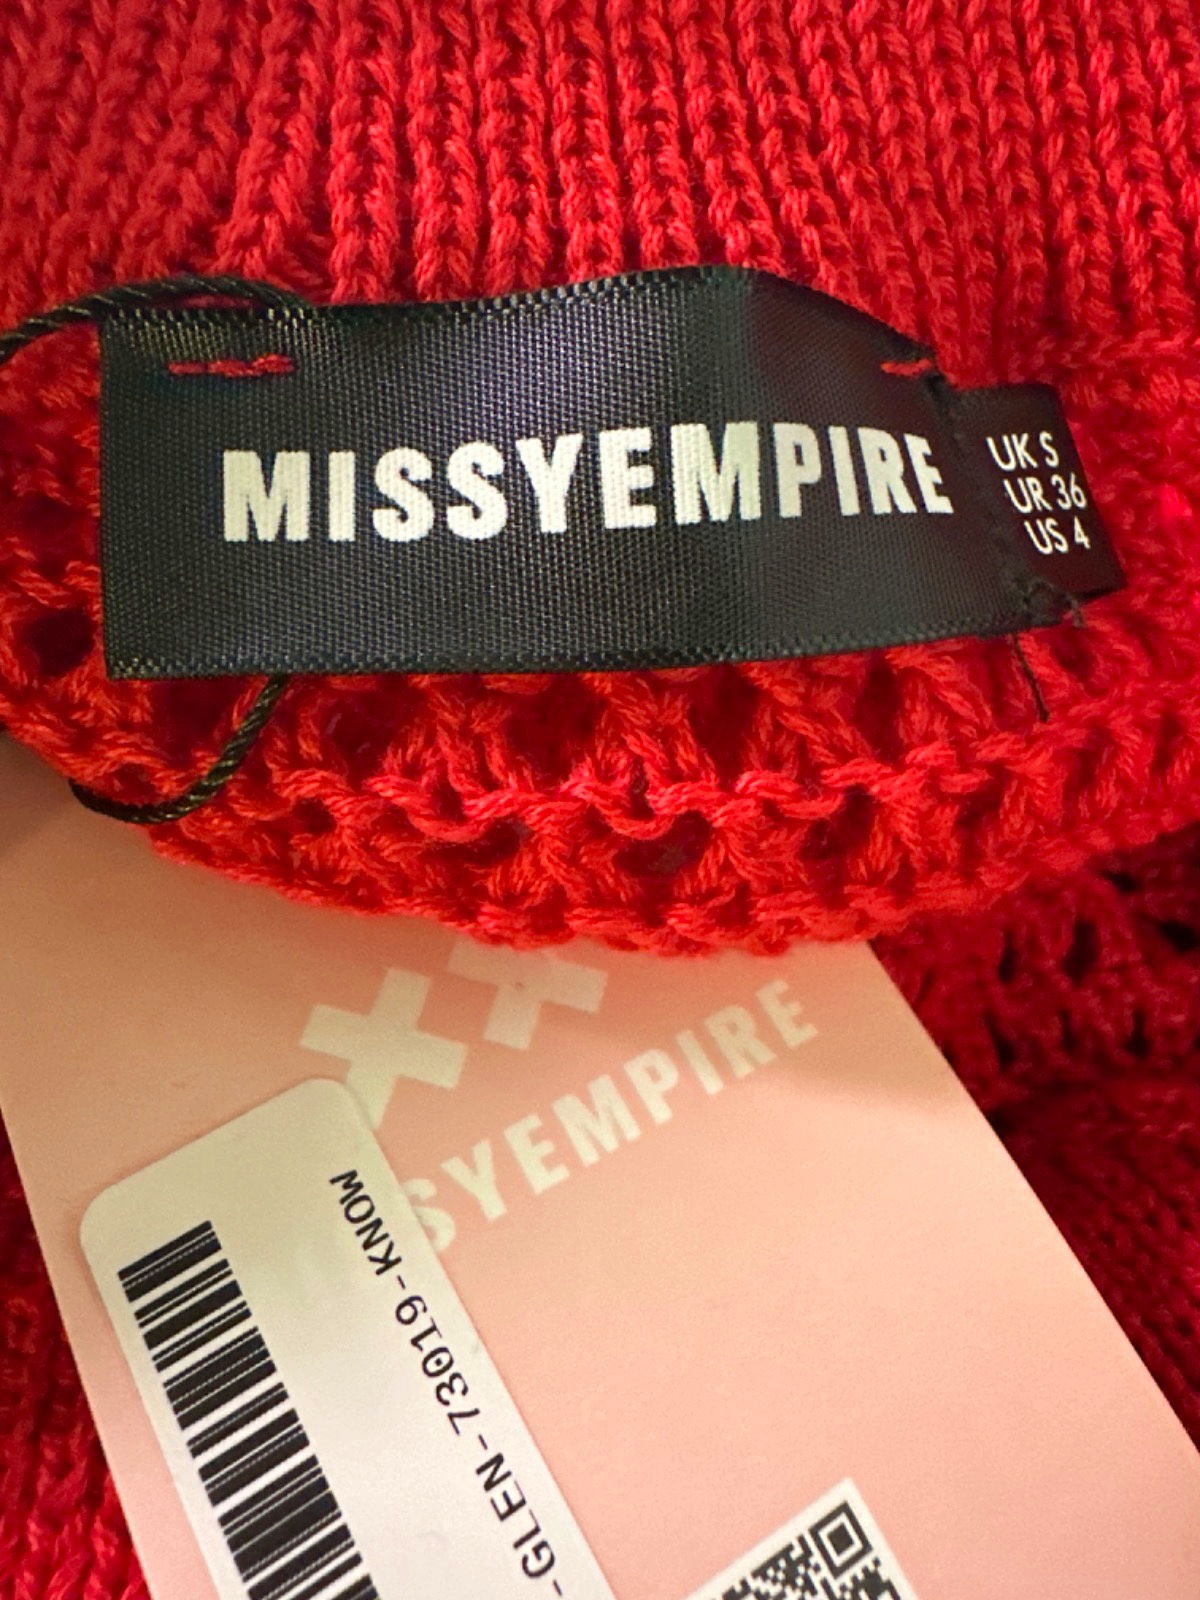 MISSYEMPIRE
UK S
UR 36
US 4
SYEMPIRE
-GLEN-73019-KNOW